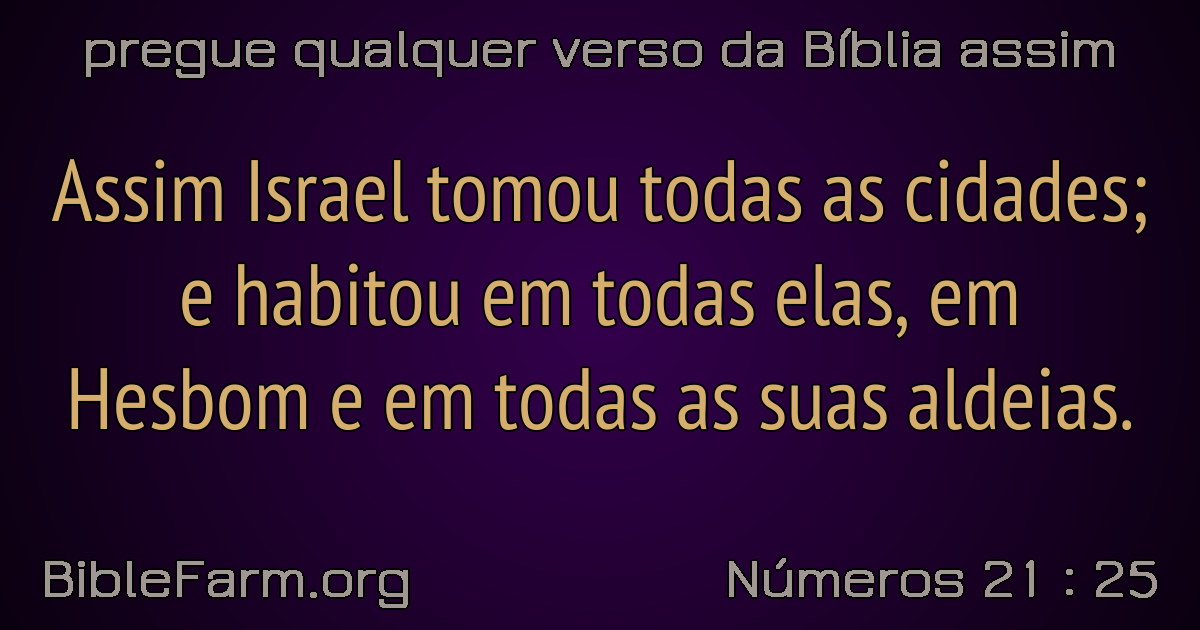 pregue qualquer verso da Bíblia assim
Assim Israel tomou todas as cidades;
e habitou em todas elas, em
Hesbom e em todas as suas aldeias.
BibleFarm.org
Números 21 : 25